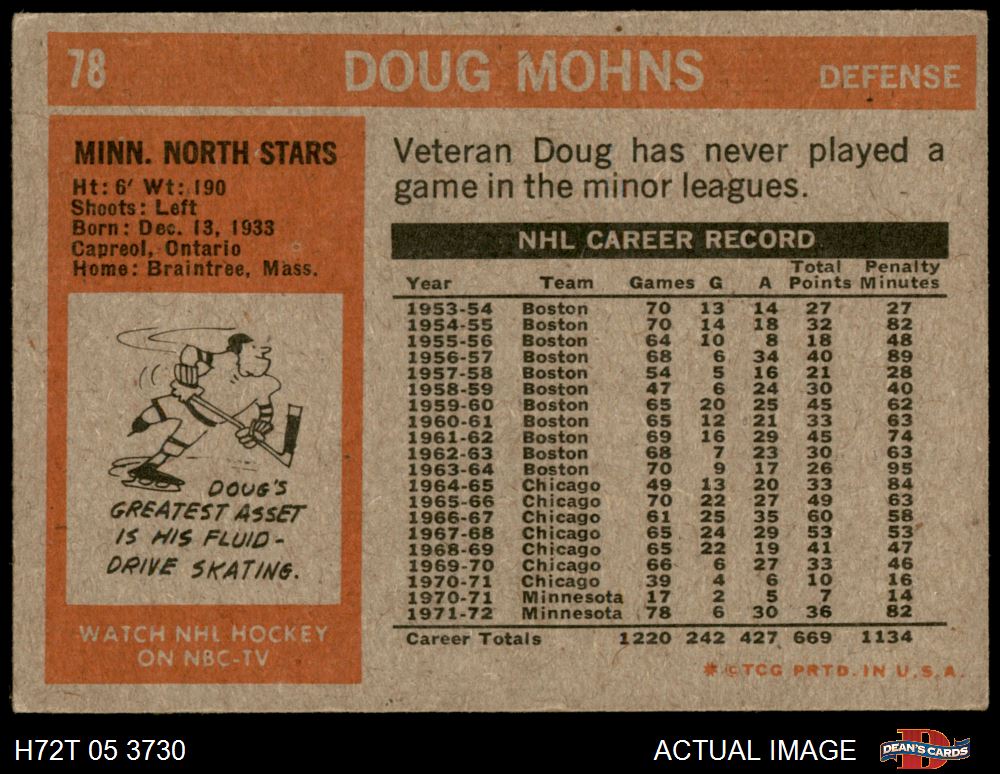 78 DOUG MOHNS DEFENSE
MINN. NORTH STARS
Ht: 6' Wt: 190
Shoots: Left
Born: Dec. 13, 1933
Capreol, Ontario
Home: Braintree, Mass.
DOUG'S
GREATEST ASSET
IS HIS FLUID-
DRIVE SKATING.
WATCH NHL HOCKEY
ON NBC-TV
Veteran Doug has never played a
game in the minor leagues.
NHL CAREER RECORD
Year Team Games G A Total Points Penalty Minutes
1953-54 Boston 70 13 14 27 27
1954-55 Boston 70 14 18 32 82
1955-56 Boston 64 10 8 18 48
1956-57 Boston 68 6 34 40 89
1957-58 Boston 54 5 16 21 28
1958-59 Boston 47 6 24 30 40
1959-60 Boston 65 20 25 45 62
1960-61 Boston 65 12 21 33 63
1961-62 Boston 69 16 29 45 74
1962-63 Boston 68 7 23 30 63
1963-64 Boston 70 9 17 26 95
1964-65 Chicago 49 13 20 33 84
1965-66 Chicago 70 22 27 49 63
1966-67 Chicago 61 25 35 60 58
1967-68 Chicago 65 24 29 53 53
1968-69 Chicago 65 22 19 41 47
1969-70 Chicago 66 6 27 33 46
1970-71 Chicago 39 4 6 10 16
1970-71 Minnesota 17 2 5 7 14
1971-72 Minnesota 78 6 30 36 82
Career Totals 1220 242 427 669 1134
* © TCG PRTD. IN U.S.A.
H72T 05 3730 ACTUAL IMAGE DEAN'S CARDS